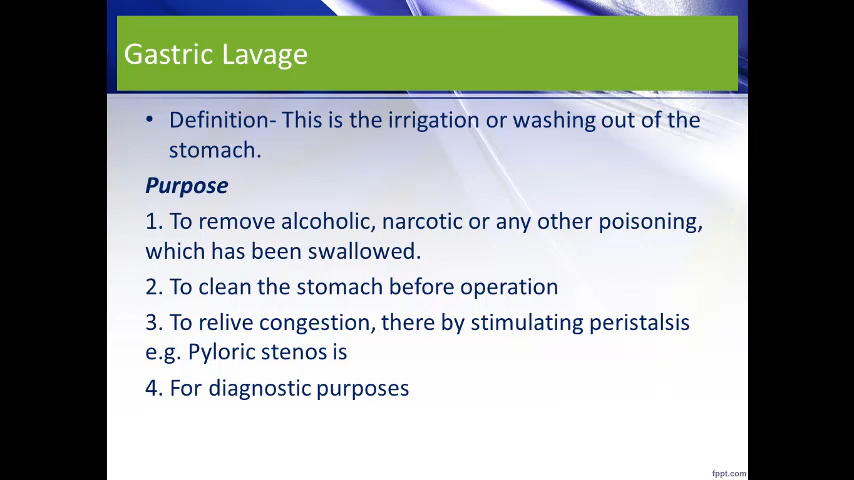 Gastric Lavage
• Definition- This is the irrigation or washing out of the
stomach.
Purpose
1. To remove alcoholic, narcotic or any other poisoning,
which has been swallowed.
2. To clean the stomach before operation
3. To relive congestion, there by stimulating peristalsis
e.g. Pyloric stenos is
4. For diagnostic purposes
fppt.com